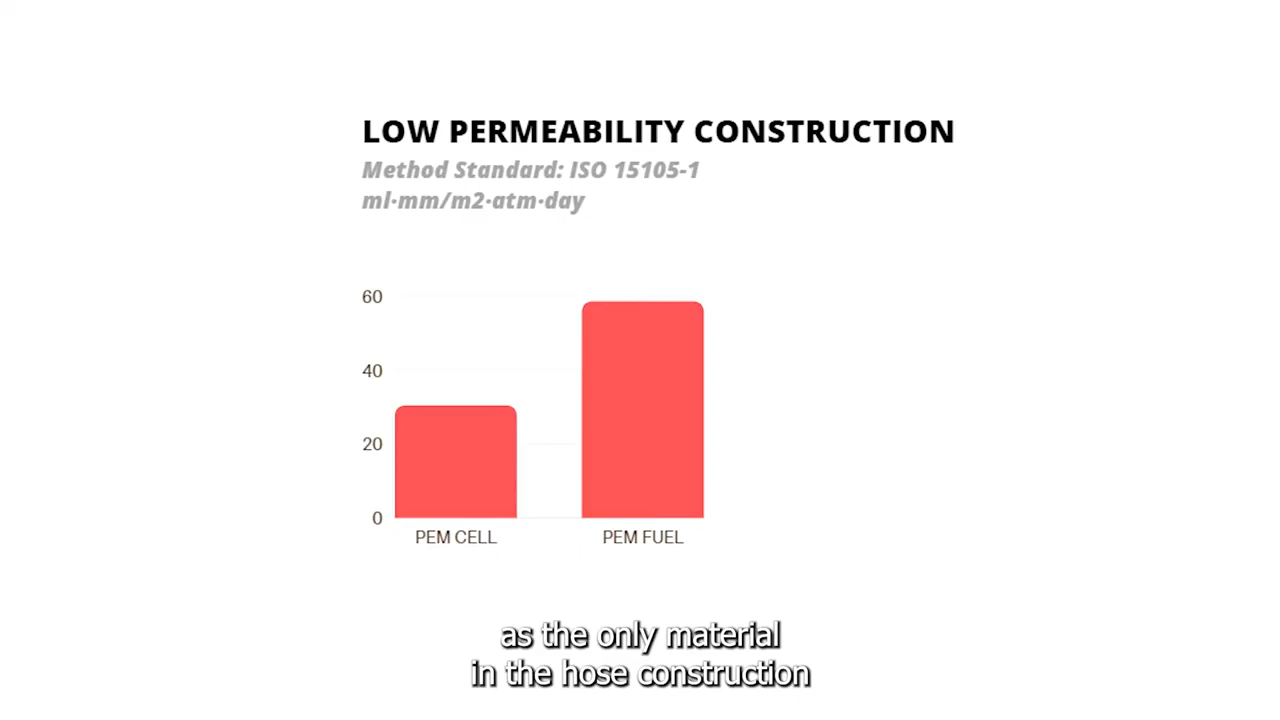 LOW PERMEABILITY CONSTRUCTION
Method Standard: ISO 15105-1
ml·mm/m2·atm·day
60
40
20
0
PEM CELL
PEM FUEL
as the only material
in the hose construction